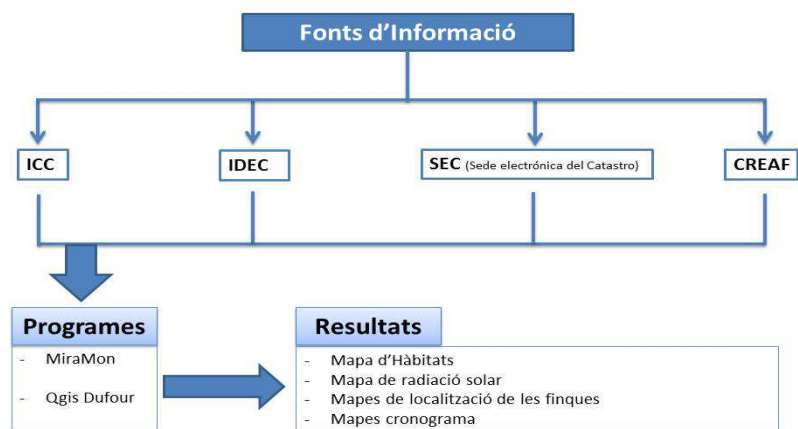 Fonts d'Informació
ICC
IDEC
SEC (Sede electrónica del Catastro)
CREAF
Programes
- MiraMon
- Qgis Dufour
Resultats
- Mapa d'Hàbitats
- Mapa de radiació solar
- Mapes de localització de les finques
- Mapes cronograma